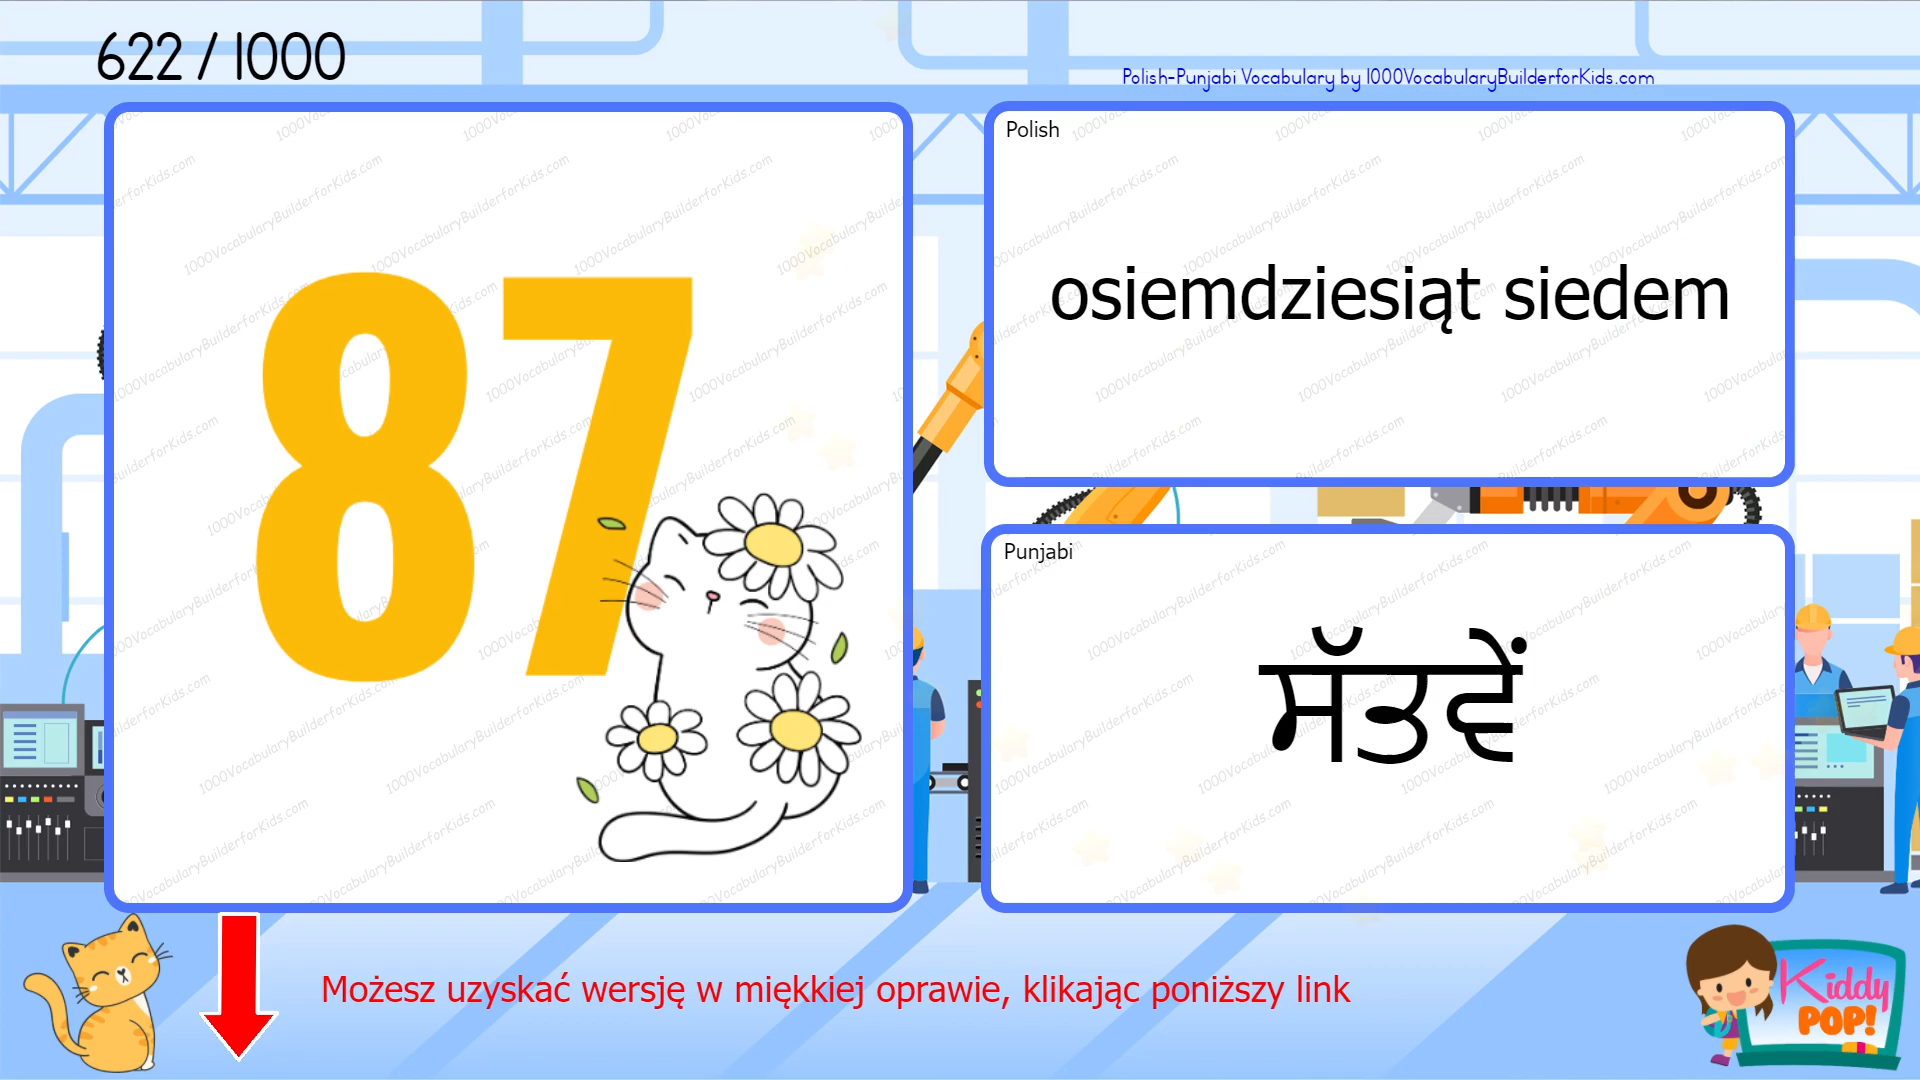 622 / 1000
Polish-Punjabi Vocabulary by 1000VocabularyBuilderforKids.com
87
Polish
osiemdziesiąt siedem
Punjabi
ਸੱਤਵੇਂ
Możesz uzyskać wersję w miękkiej oprawie, klikając poniższy link
Kiddy
POP!